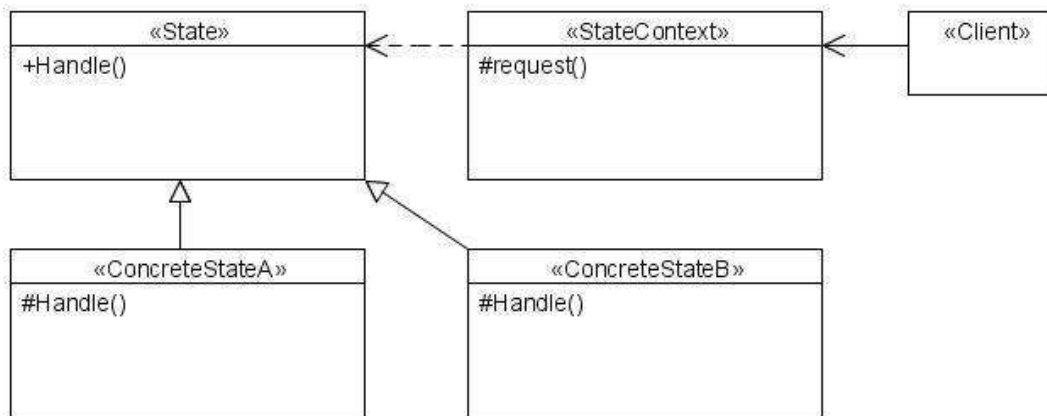 «State»
+Handle()
«StateContext»
#request()
«Client»
«ConcreteStateA»
#Handle()
«ConcreteStateB»
#Handle()